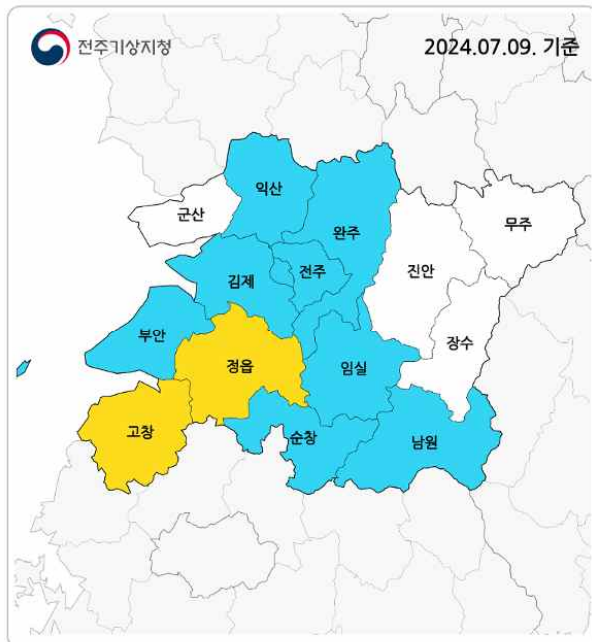 전주기상지청
2024.07.09. 기준
익산
군산
완주
무주
전주
진안
김제
부안
장수
정읍
임실
고창
순창
남원